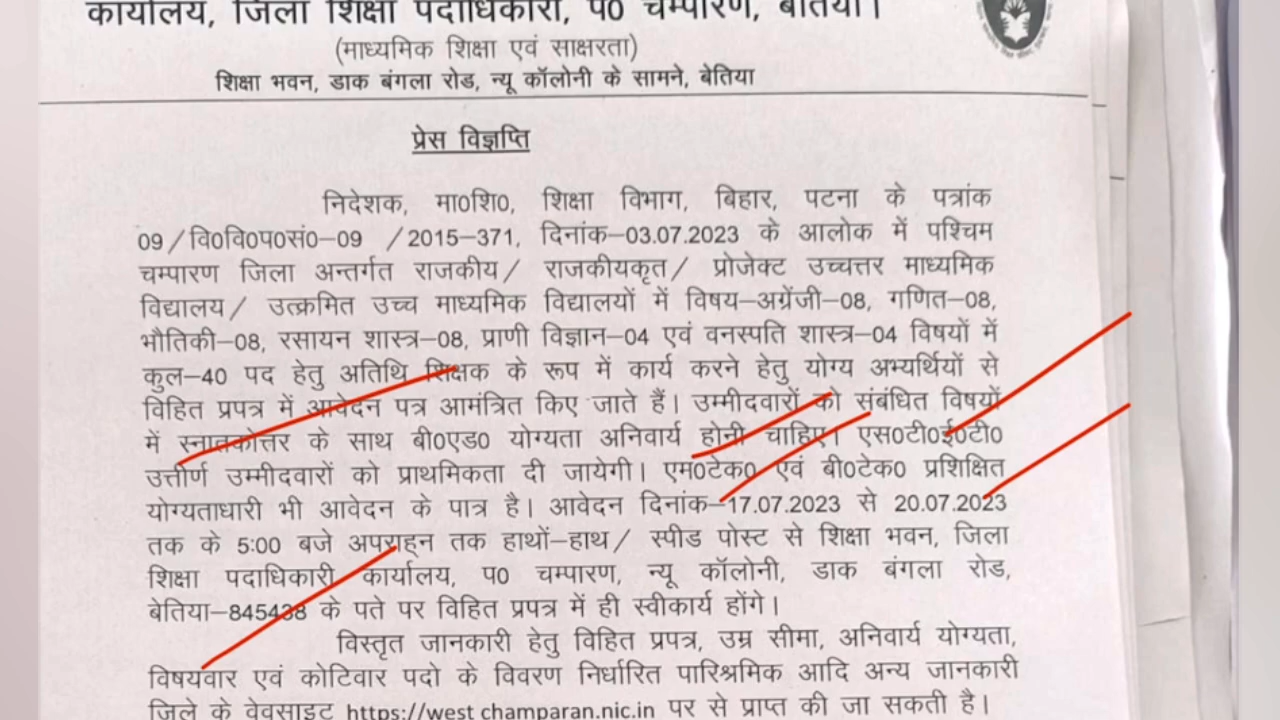 कार्यालय, जिला शिक्षा पदाधिकारी, प0 चम्पारण, बेतिया।
(माध्यमिक शिक्षा एवं साक्षरता)
शिक्षा भवन, डाक बंगला रोड, न्यू कॉलोनी के सामने, बेतिया
प्रेस विज्ञप्ति
निदेशक, मा0शि0, शिक्षा विभाग, बिहार, पटना के पत्रांक
09/वि0वि0प0सं0–09 /2015–371, दिनांक–03.07.2023 के आलोक में पश्चिम
चम्पारण जिला अन्तर्गत राजकीय/ राजकीयकृत/ प्रोजेक्ट उच्चत्तर माध्यमिक
विद्यालय/ उत्क्रमित उच्च माध्यमिक विद्यालयों में विषय–अग्रेंजी–08, गणित–08,
भौतिकी–08, रसायन शास्त्र–08, प्राणी विज्ञान–04 एवं वनस्पति शास्त्र–04 विषयों में
कुल–40 पद हेतु अतिथि शिक्षक के रूप में कार्य करने हेतु योग्य अभ्यर्थियों से
विहित प्रपत्र में आवेदन पत्र आमंत्रित किए जाते हैं। उम्मीदवारों को संबंधित विषयों
में स्नातकोत्तर के साथ बी0एड0 योग्यता अनिवार्य होनी चाहिए। एस0टी0ई0टी0
उत्तीर्ण उम्मीदवारों को प्राथमिकता दी जायेगी। एम0टेक0 एवं बी0टेक0 प्रशिक्षित
योग्यताधारी भी आवेदन के पात्र है। आवेदन दिनांक–17.07.2023 से 20.07.2023
तक के 5:00 बजे अपराह्न तक हाथों–हाथ/ स्पीड पोस्ट से शिक्षा भवन, जिला
शिक्षा पदाधिकारी कार्यालय, प0 चम्पारण, न्यू कॉलोनी, डाक बंगला रोड,
बेतिया–845438 के पते पर विहित प्रपत्र में ही स्वीकार्य होंगे।
विस्तृत जानकारी हेतु विहित प्रपत्र, उम्र सीमा, अनिवार्य योग्यता,
विषयवार एवं कोटिवार पदो के विवरण निर्धारित पारिश्रमिक आदि अन्य जानकारी
जिले के वेवसाइट https://west champaran.nic.in पर से प्राप्त की जा सकती है।